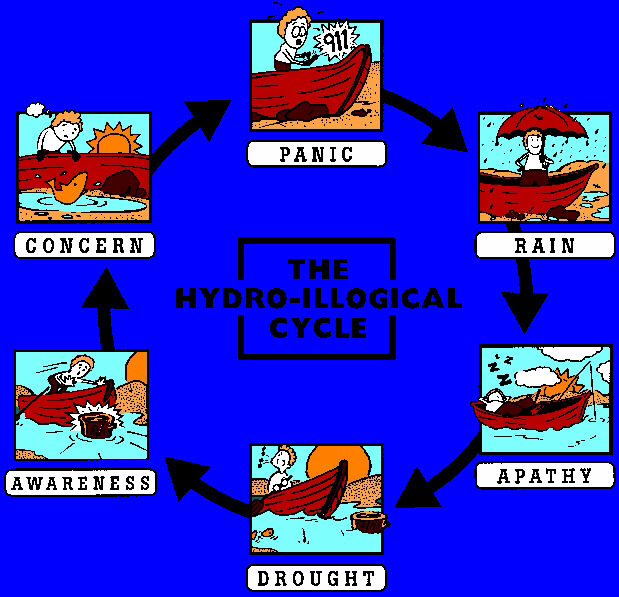 911
PANIC
CONCERN
RAIN
THE
HYDRO-ILLOGICAL
CYCLE
Z Z Z
AWARENESS
APATHY
DROUGHT